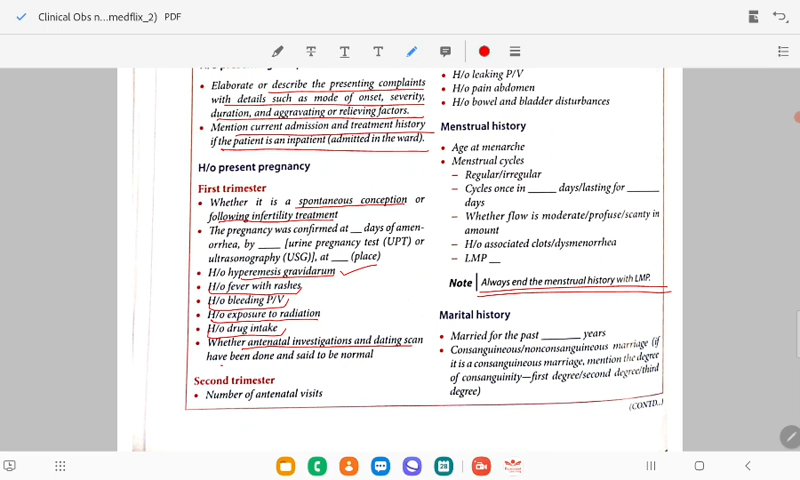 Clinical Obs n...medflix_2) PDF
• Elaborate or describe the presenting complaints
with details such as mode of onset, severity,
duration, and aggravating or relieving factors.
• Mention current admission and treatment history
if the patient is an inpatient (admitted in the ward).
H/o present pregnancy
First trimester
• Whether it is a spontaneous conception or
following infertility treatment
• The pregnancy was confirmed at __ days of amen-
orrhea, by ____ [urine pregnancy test (UPT) or
ultrasonography (USG)], at ___ (place)
• H/o hyperemesis gravidarum
• H/o fever with rashes
• H/o bleeding P/V
• H/o exposure to radiation
• H/o drug intake
• Whether antenatal investigations and dating scan
have been done and said to be normal
Second trimester
• Number of antenatal visits
• H/o leaking P/V
• H/o pain abdomen
• H/o bowel and bladder disturbances
Menstrual history
• Age at menarche
• Menstrual cycles
– Regular/irregular
– Cycles once in _____ days/lasting for ______
days
– Whether flow is moderate/profuse/scanty in
amount
– H/o associated clots/dysmenorrhea
– LMP __
Note Always end the menstrual history with LMP.
Marital history
• Married for the past _______ years
• Consanguineous/nonconsanguineous marriage (if
it is a consanguineous marriage, mention the degree
of consanguinity—first degree/second degree/third
degree)
(CONTD..)
28